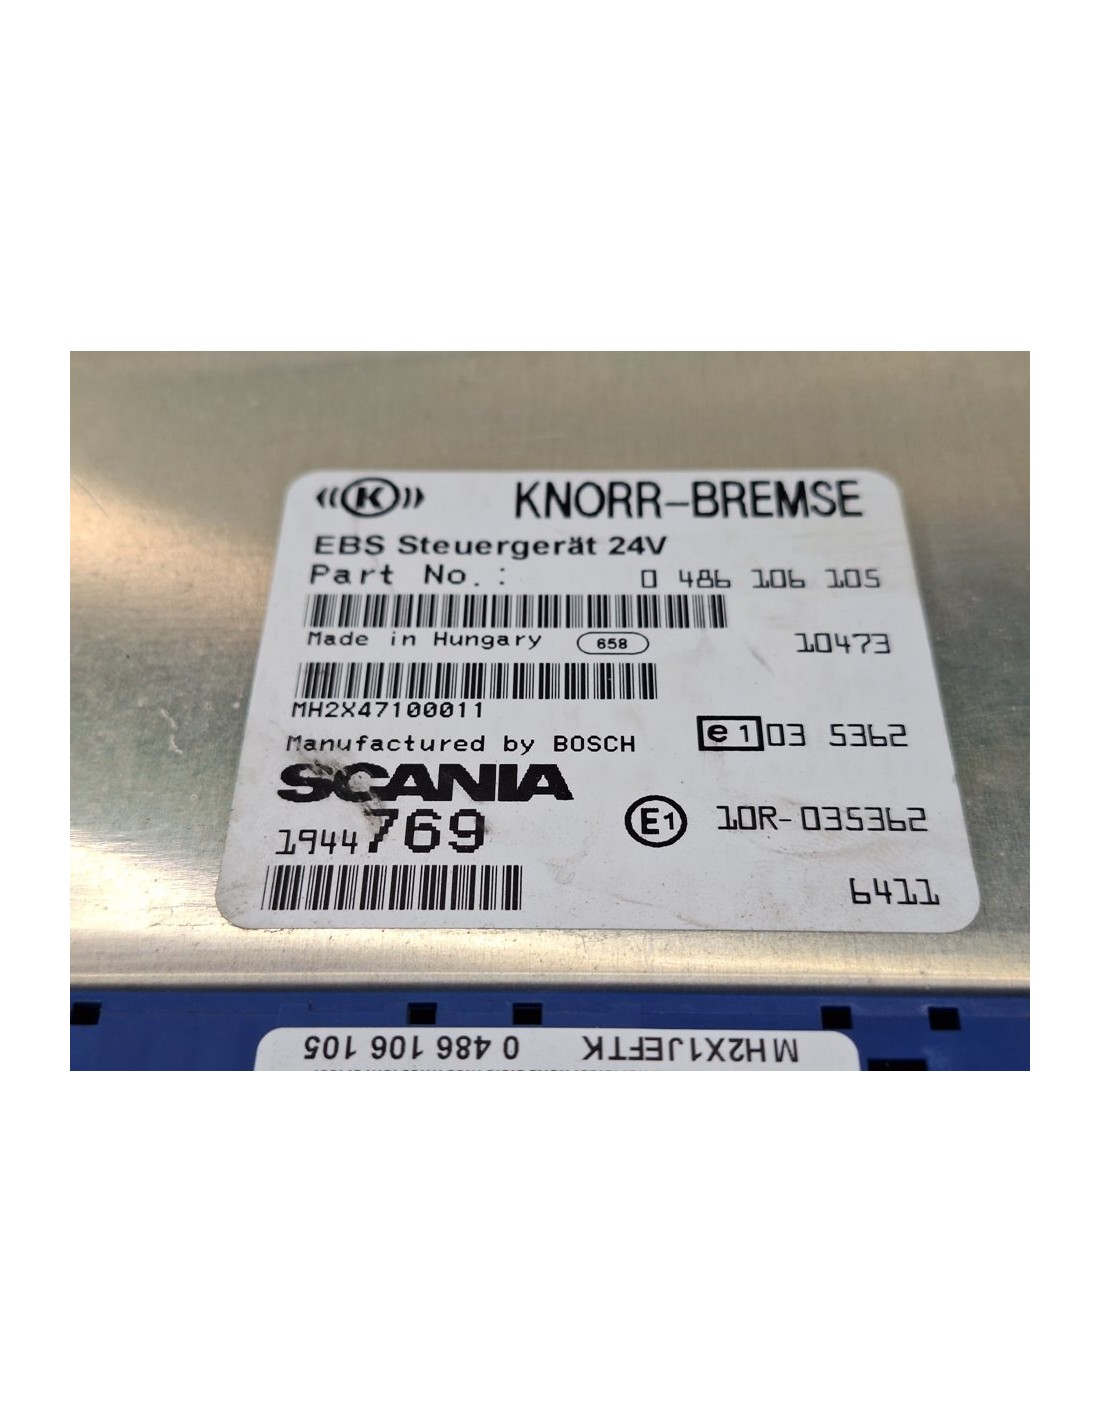 K KNORR-BREMSE
EBS Steuergerät 24V
Part No.: 0 486 106 105
Made in Hungary 658 10473
MH2X47100011
e1 03 5362
Manufactured by BOSCH
SCANIA
1944769
E1 10R-035362
6411
MH2X1JEFTK 0 486 106 105